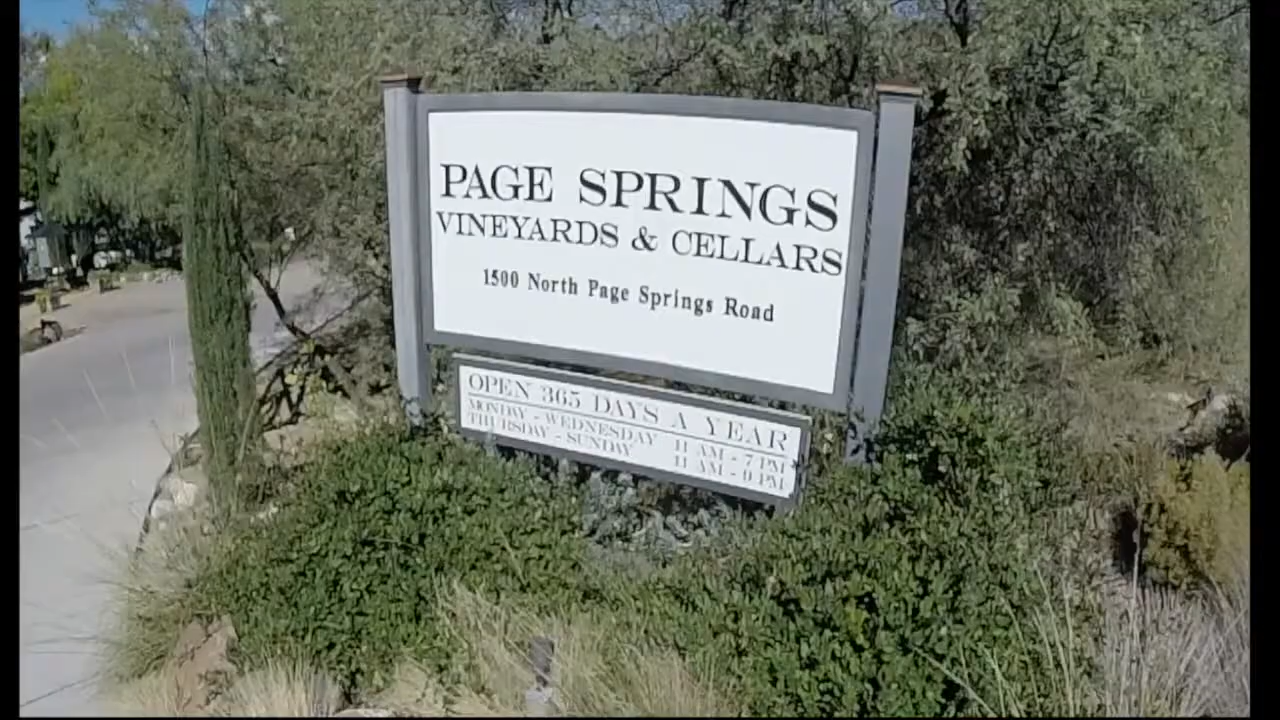 PAGE SPRINGS
VINEYARDS & CELLARS
1500 North Page Springs Road
OPEN 365 DAYS A YEAR
MONDAY - WEDNESDAY 11 AM - 7 PM
THURSDAY - SUNDAY 11 AM - 9 PM